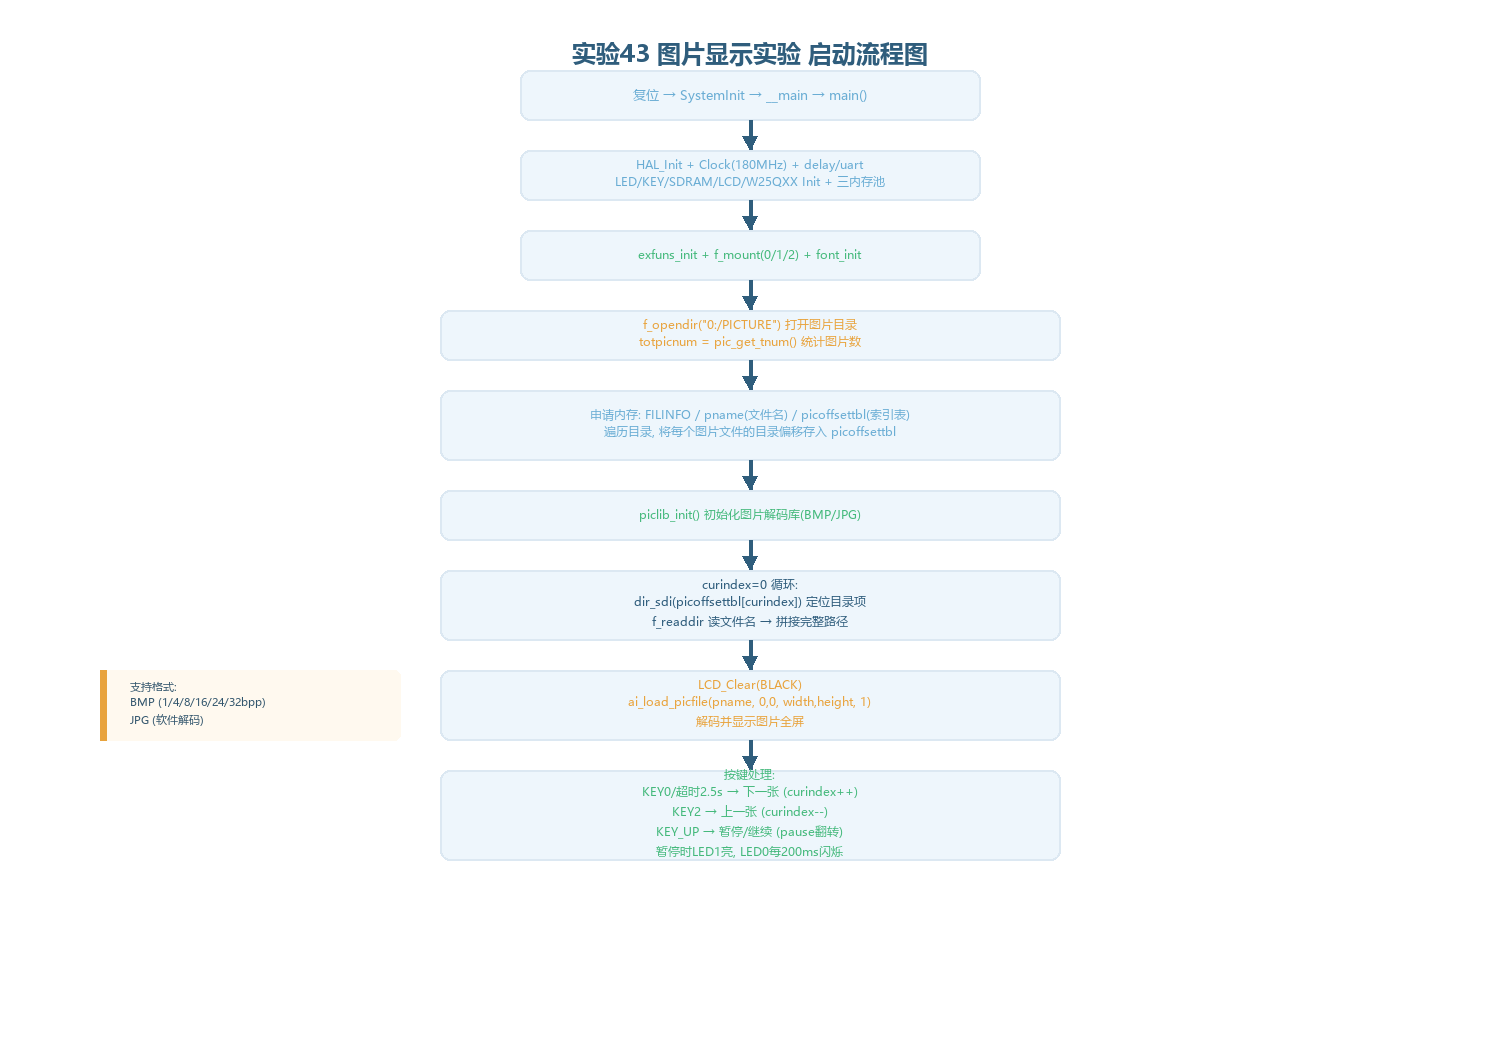 实验43 图片显示实验 启动流程图
复位 → SystemInit → __main → main()
HAL_Init + Clock(180MHz) + delay/uart
LED/KEY/SDRAM/LCD/W25QXX Init + 三内存池
exfuns_init + f_mount(0/1/2) + font_init
f_opendir("0:/PICTURE") 打开图片目录
totpicnum = pic_get_tnum() 统计图片数
申请内存: FILINFO / pname(文件名) / picoffsettbl(索引表)
遍历目录, 将每个图片文件的目录偏移存入 picoffsettbl
piclib_init() 初始化图片解码库(BMP/JPG)
curindex=0 循环:
dir_sdi(picoffsettbl[curindex]) 定位目录项
f_readdir 读文件名 → 拼接完整路径
支持格式:
BMP (1/4/8/16/24/32bpp)
JPG (软件解码)
LCD_Clear(BLACK)
ai_load_picfile(pname, 0,0, width,height, 1)
解码并显示图片全屏
按键处理:
KEY0/超时2.5s → 下一张 (curindex++)
KEY2 → 上一张 (curindex--)
KEY_UP → 暂停/继续 (pause翻转)
暂停时LED1亮, LED0每200ms闪烁